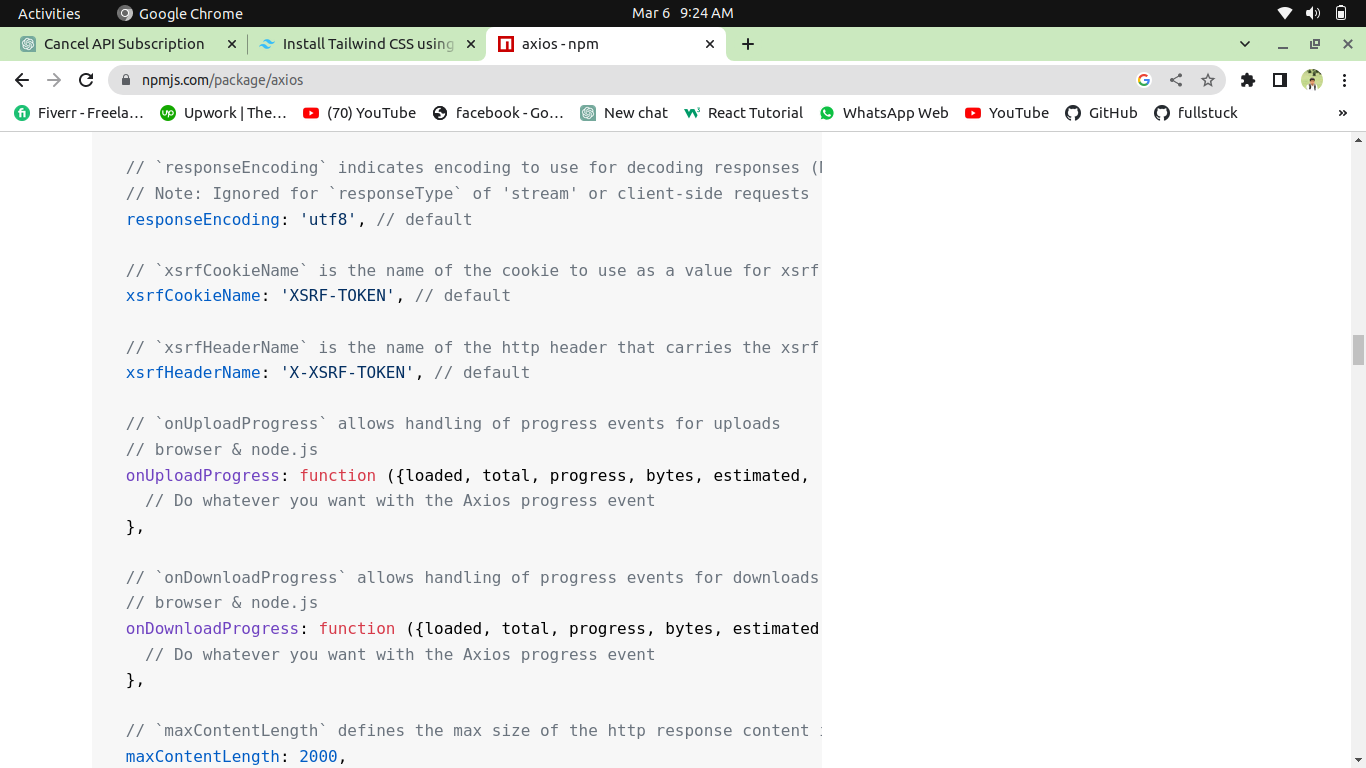 Activities
Google Chrome
Mar 6 9:24 AM
Cancel API Subscription
Install Tailwind CSS using
axios - npm
npmjs.com/package/axios
Fiverr - Freela…
Upwork | The…
(70) YouTube
facebook - Go…
New chat
React Tutorial
WhatsApp Web
YouTube
GitHub
fullstuck
»
// `responseEncoding` indicates encoding to use for decoding responses (
// Note: Ignored for `responseType` of 'stream' or client-side requests
responseEncoding: 'utf8', // default
// `xsrfCookieName` is the name of the cookie to use as a value for xsrf
xsrfCookieName: 'XSRF-TOKEN', // default
// `xsrfHeaderName` is the name of the http header that carries the xsrf
xsrfHeaderName: 'X-XSRF-TOKEN', // default
// `onUploadProgress` allows handling of progress events for uploads
// browser & node.js
onUploadProgress: function ({loaded, total, progress, bytes, estimated,
// Do whatever you want with the Axios progress event
},
// `onDownloadProgress` allows handling of progress events for downloads
// browser & node.js
onDownloadProgress: function ({loaded, total, progress, bytes, estimated
// Do whatever you want with the Axios progress event
},
// `maxContentLength` defines the max size of the http response content
maxContentLength: 2000,